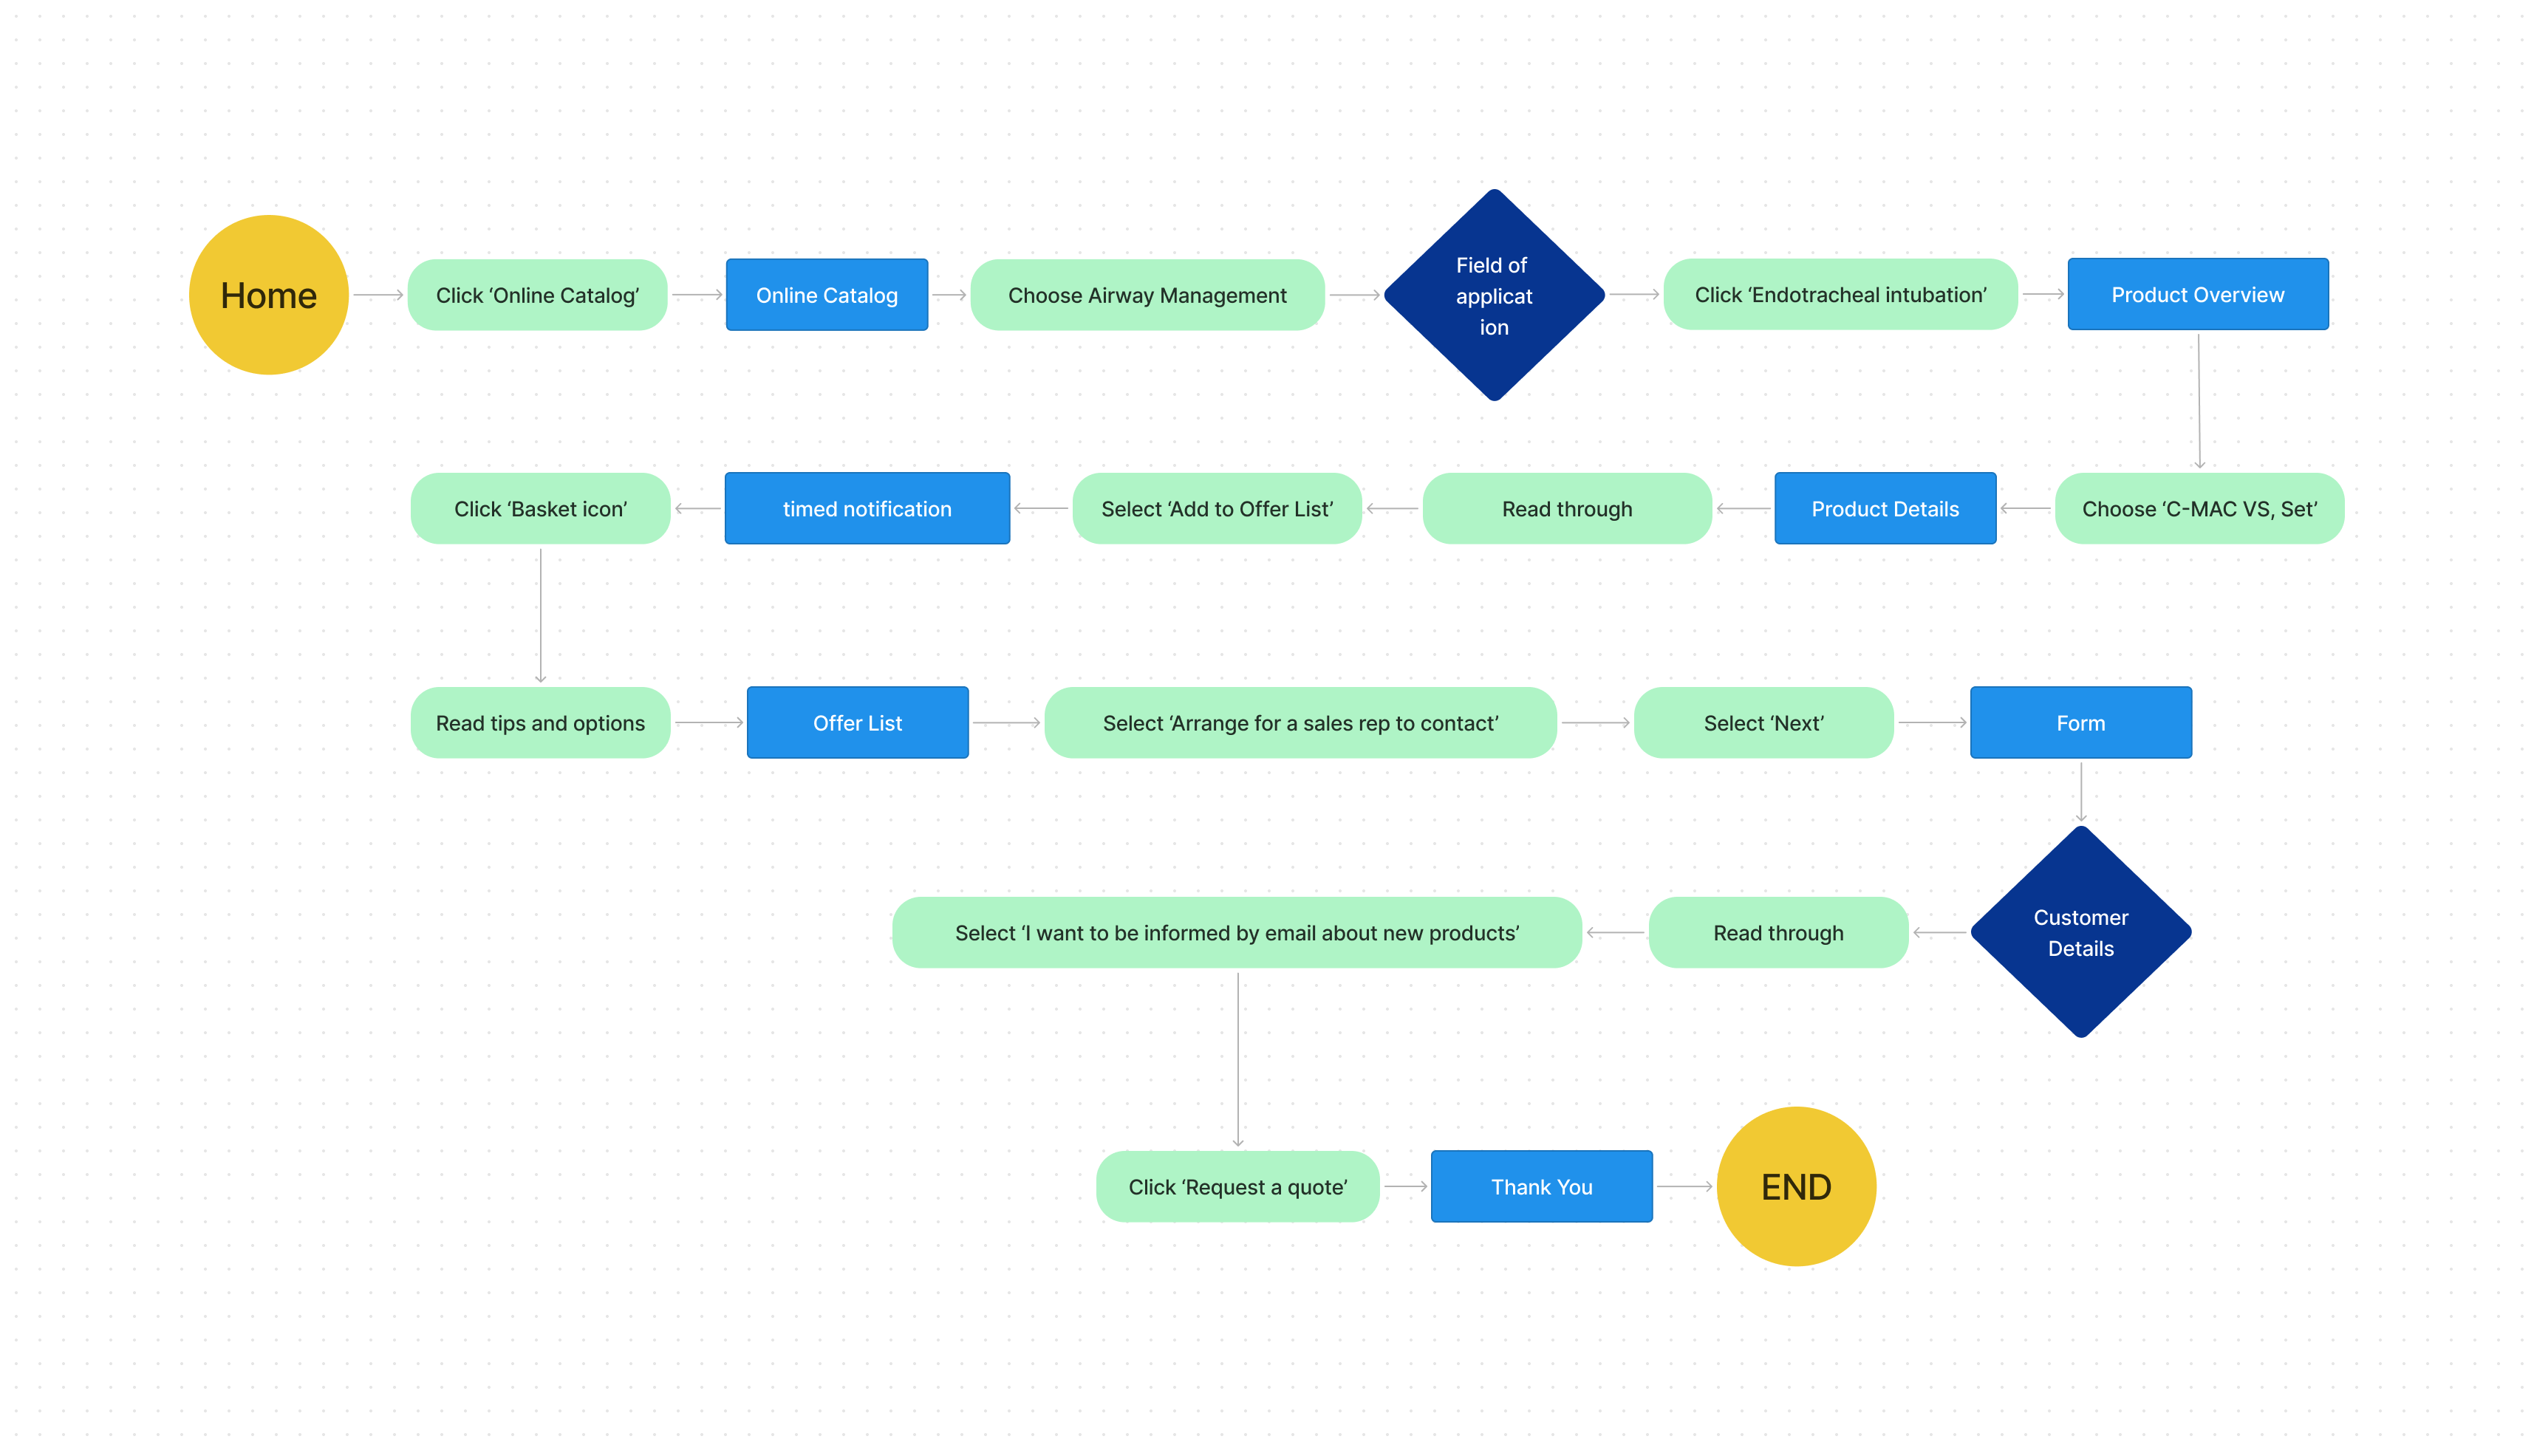 Home
Click ‘Online Catalog’
Online Catalog
Choose Airway Management
Field of
applicat
ion
Click ‘Endotracheal intubation’
Product Overview
Choose ‘C-MAC VS, Set’
Product Details
Read through
Select ‘Add to Offer List’
timed notification
Click ‘Basket icon’
Read tips and options
Offer List
Select ‘Arrange for a sales rep to contact’
Select ‘Next’
Form
Customer
Details
Read through
Select ‘I want to be informed by email about new products’
Click ‘Request a quote’
Thank You
END